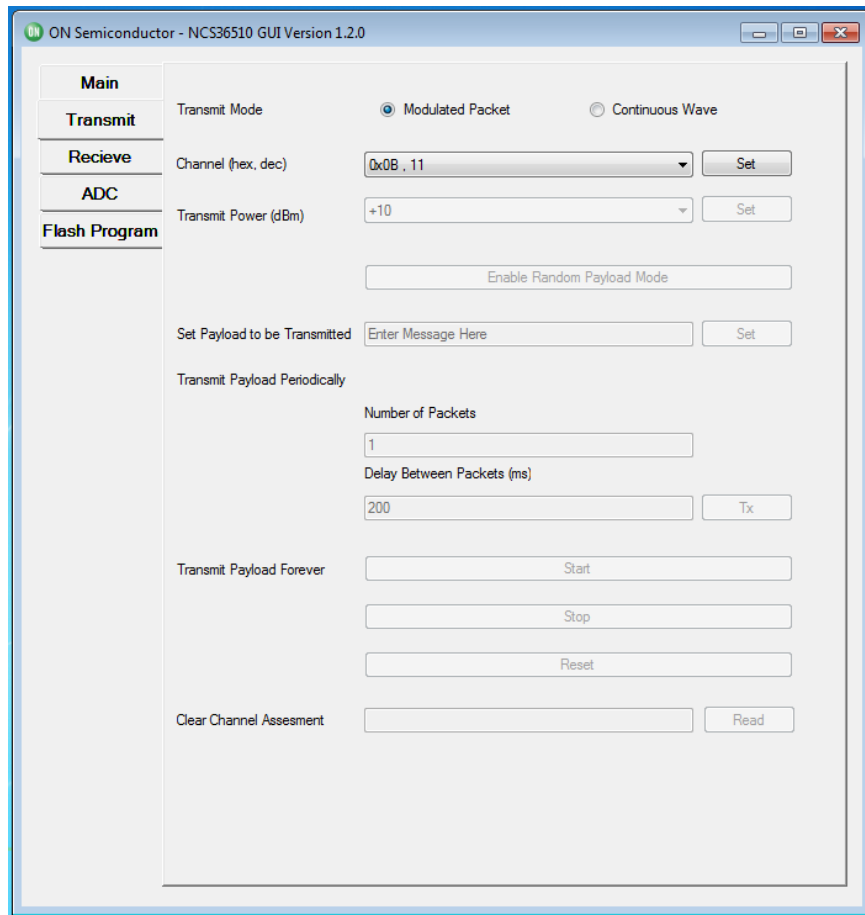 ON
ON Semiconductor - NCS36510 GUI Version 1.2.0
Main
Transmit
Recieve
ADC
Flash Program
Transmit Mode
Modulated Packet
Continuous Wave
Channel (hex, dec)
0x0B , 11
Set
Transmit Power (dBm)
+10
Set
Enable Random Payload Mode
Set Payload to be Transmitted
Enter Message Here
Set
Transmit Payload Periodically
Number of Packets
1
Delay Between Packets (ms)
200
Tx
Transmit Payload Forever
Start
Stop
Reset
Clear Channel Assesment
Read